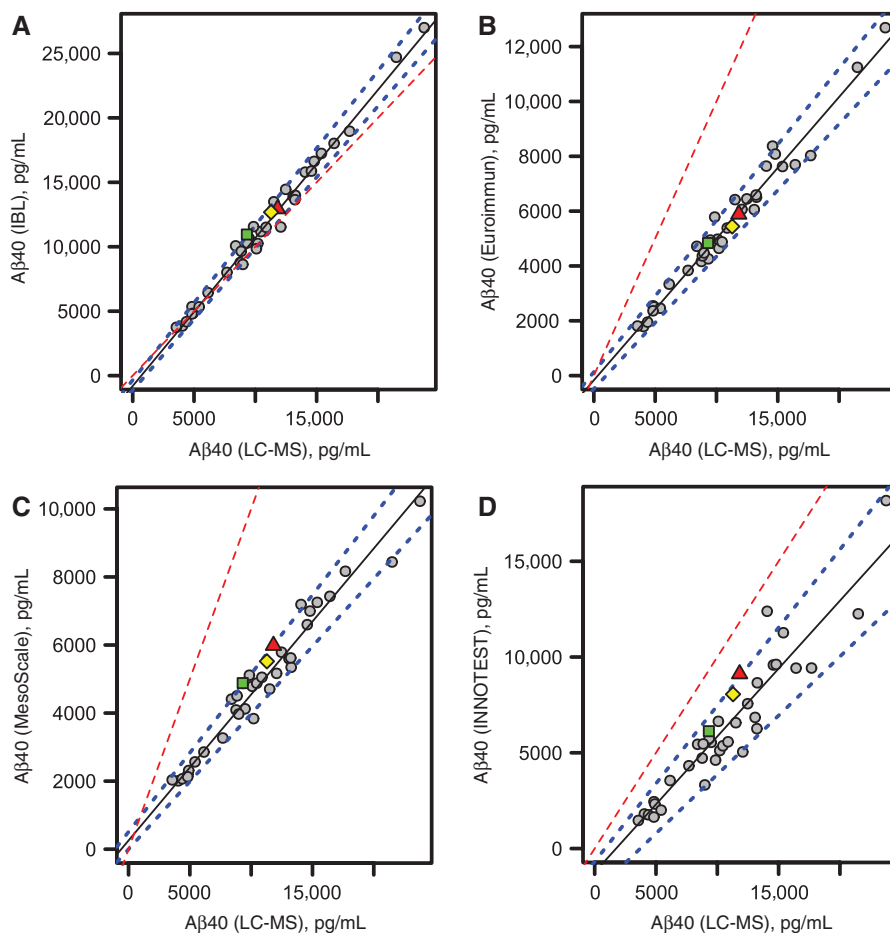 A
Aβ40 (IBL), pg/mL
25,000
20,000
15,000
10,000
5000
0
0 5000 15,000
Aβ40 (LC-MS), pg/mL
B
Aβ40 (Euroimmun), pg/mL
12,000
8000
6000
4000
2000
0
0 5000 15,000
Aβ40 (LC-MS), pg/mL
C
Aβ40 (MesoScale), pg/mL
10,000
8000
6000
4000
2000
0
0 5000 15,000
Aβ40 (LC-MS), pg/mL
D
Aβ40 (INNOTEST), pg/mL
15,000
10,000
5000
0
0 5000 15,000
Aβ40 (LC-MS), pg/mL